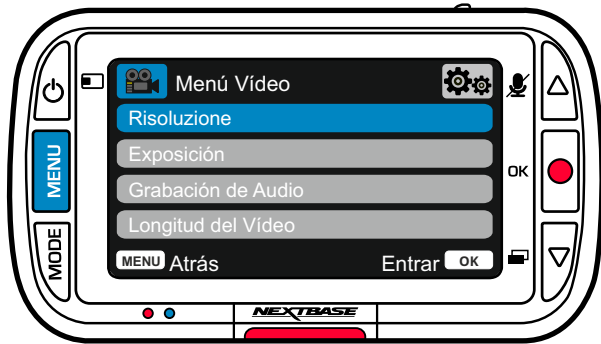 Menú Vídeo
Risoluzione
Exposición
Grabación de Audio
Longitud del Vídeo
MENU Atrás
Entrar OK
MENU
MODE
OK
NEXTBASE